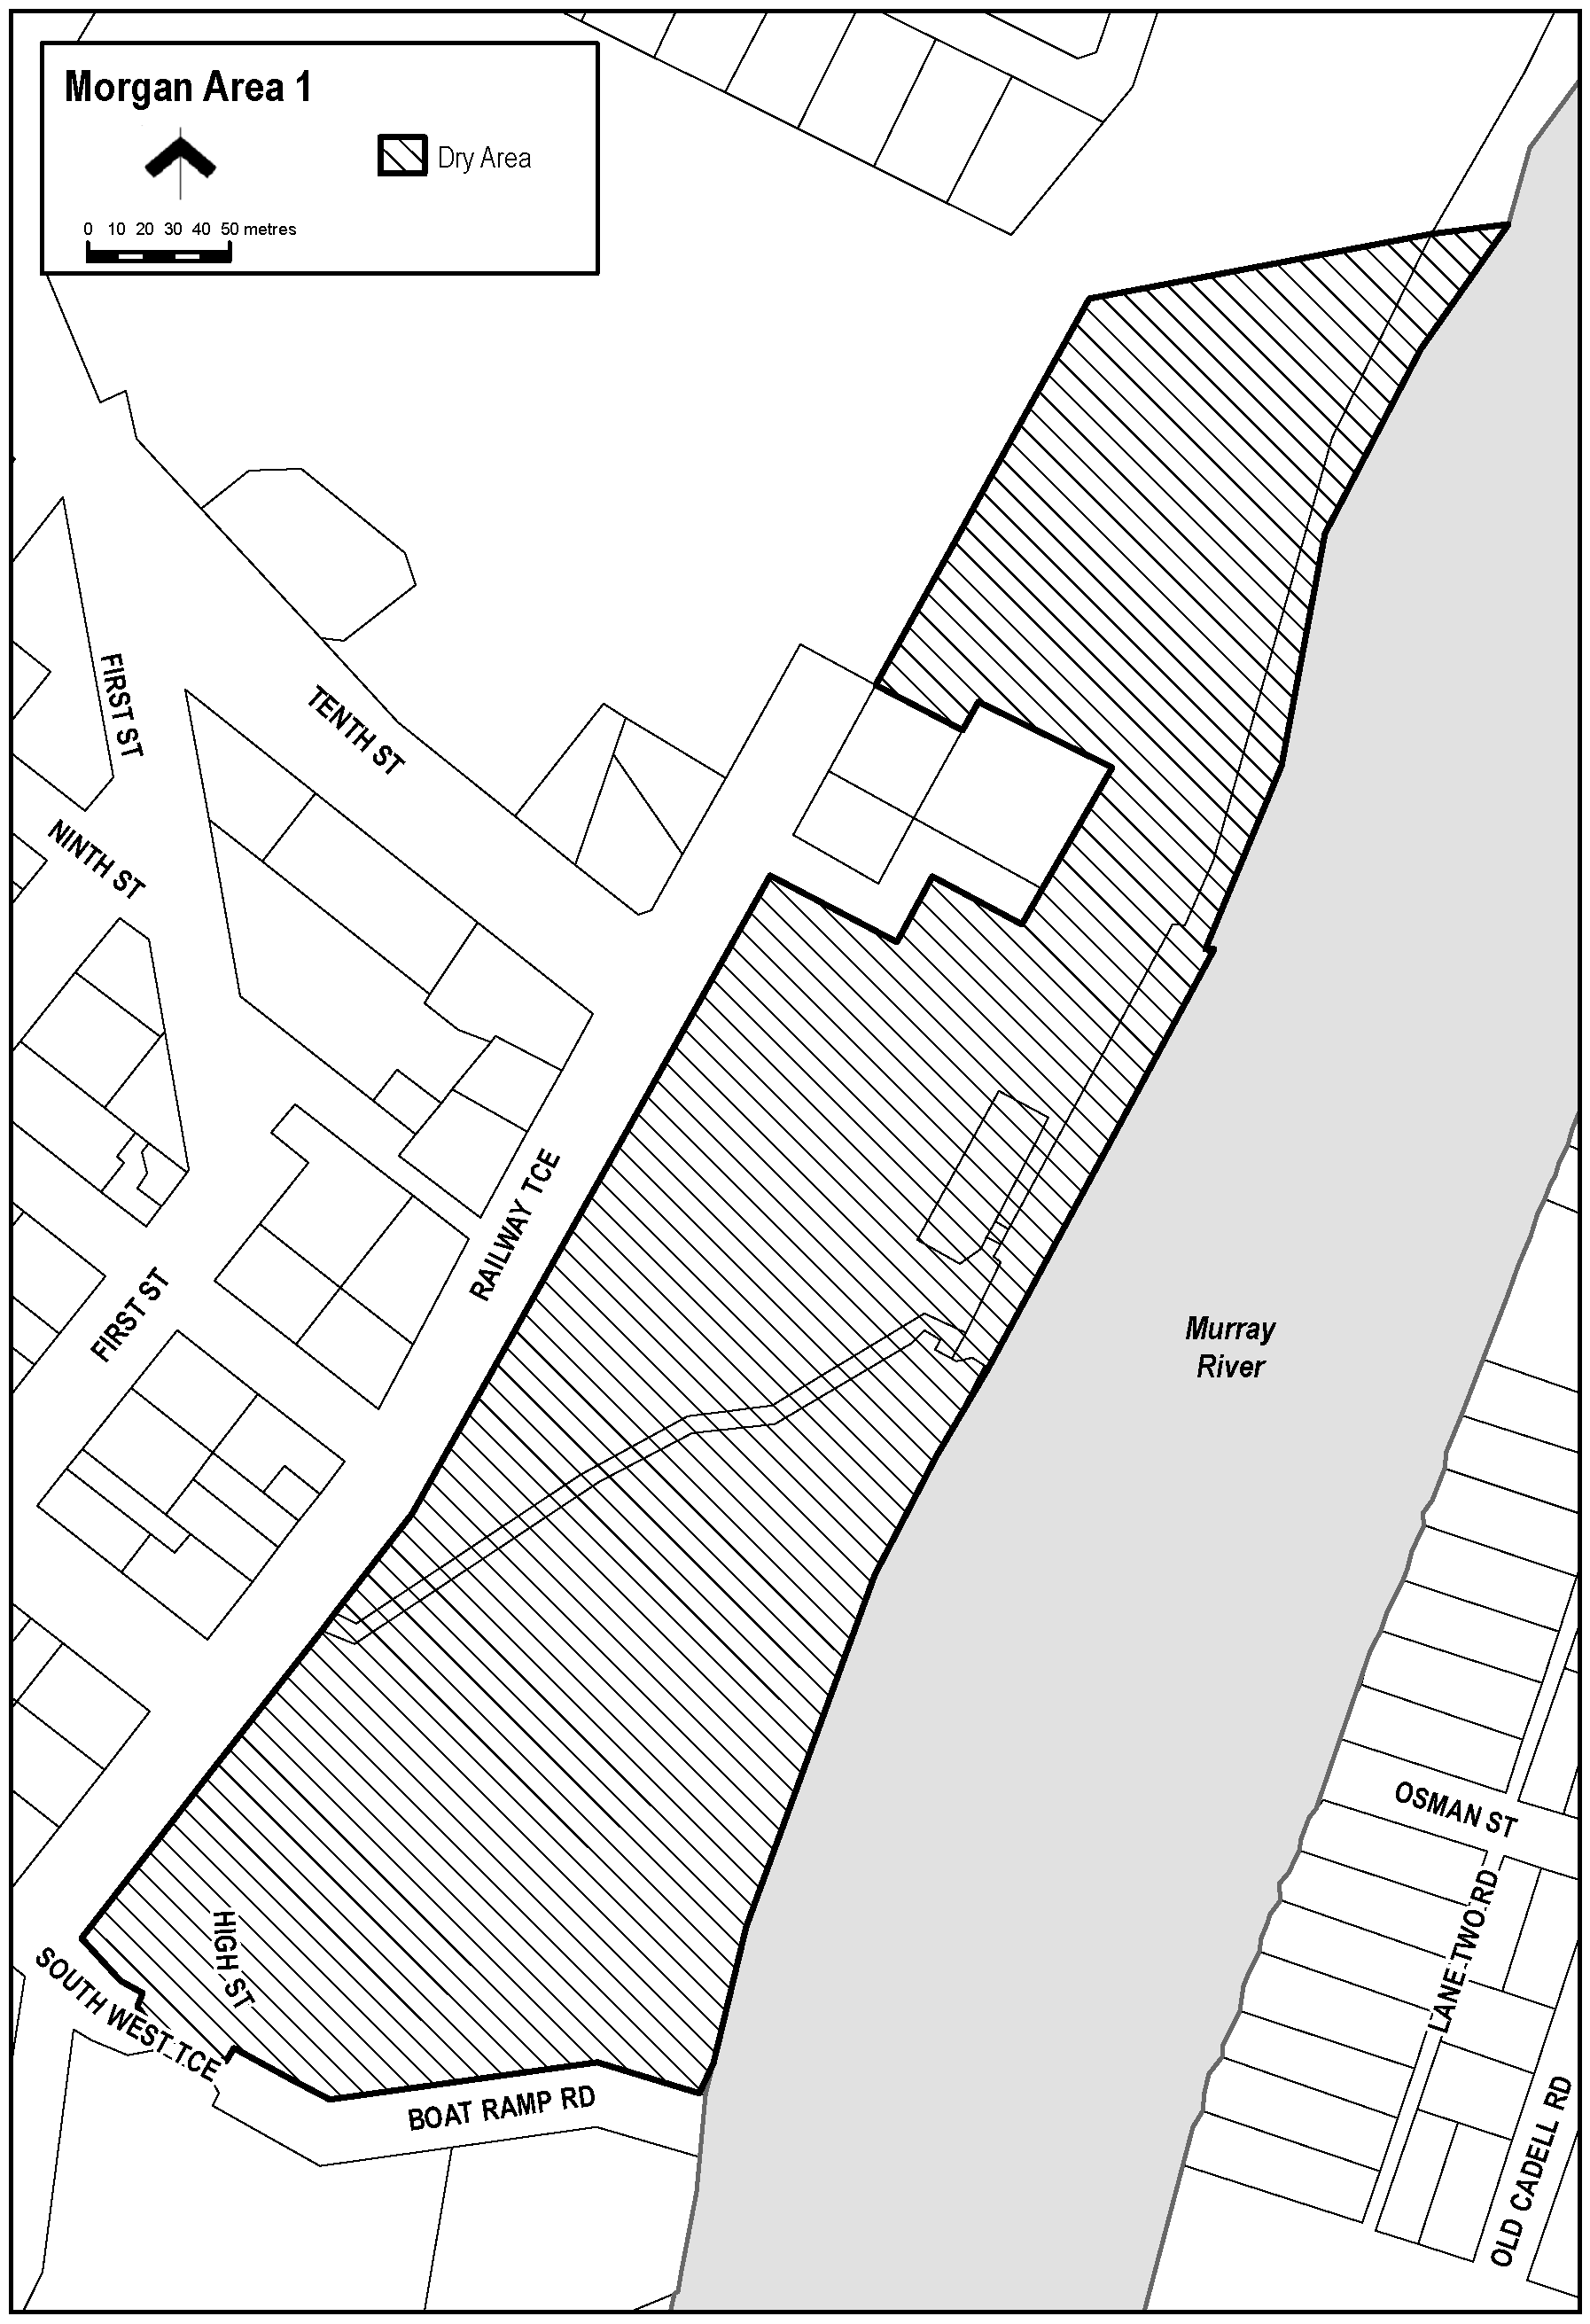 Morgan Area 1
Dry Area
0 10 20 30 40 50 metres
FIRST ST
TENTH ST
NINTH ST
RAILWAY TCE
FIRST ST
Murray
River
OSMAN ST
LANE TWO RD
HIGH ST
SOUTH WEST TCE
BOAT RAMP RD
OLD CADELL RD